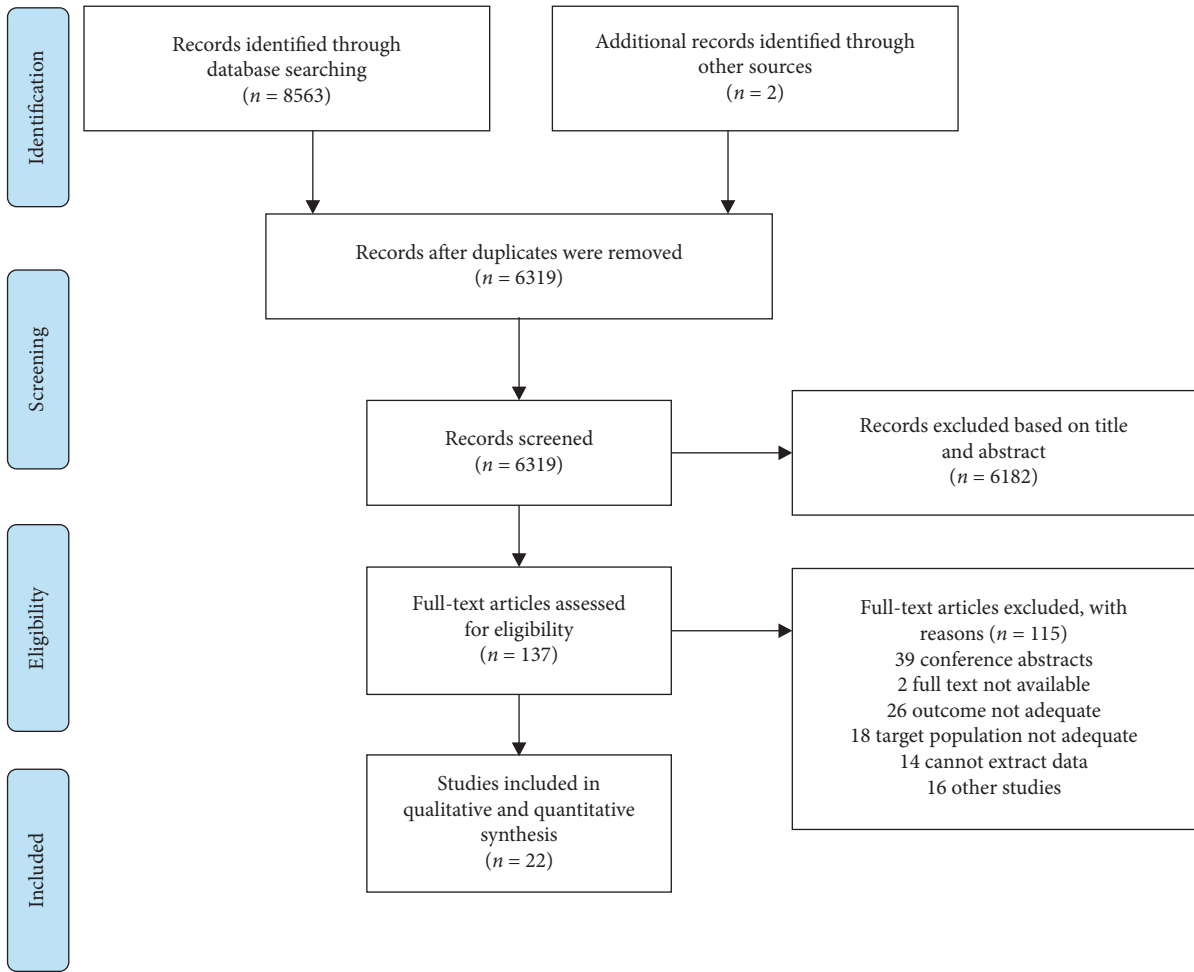 Identification
Records identified through
database searching
(n = 8563)
Additional records identified through
other sources
(n = 2)
Records after duplicates were removed
(n = 6319)
Screening
Records screened
(n = 6319)
Records excluded based on title
and abstract
(n = 6182)
Eligibility
Full-text articles assessed
for eligibility
(n = 137)
Full-text articles excluded, with
reasons (n = 115)
39 conference abstracts
2 full text not available
26 outcome not adequate
18 target population not adequate
14 cannot extract data
16 other studies
Included
Studies included in
qualitative and quantitative
synthesis
(n = 22)